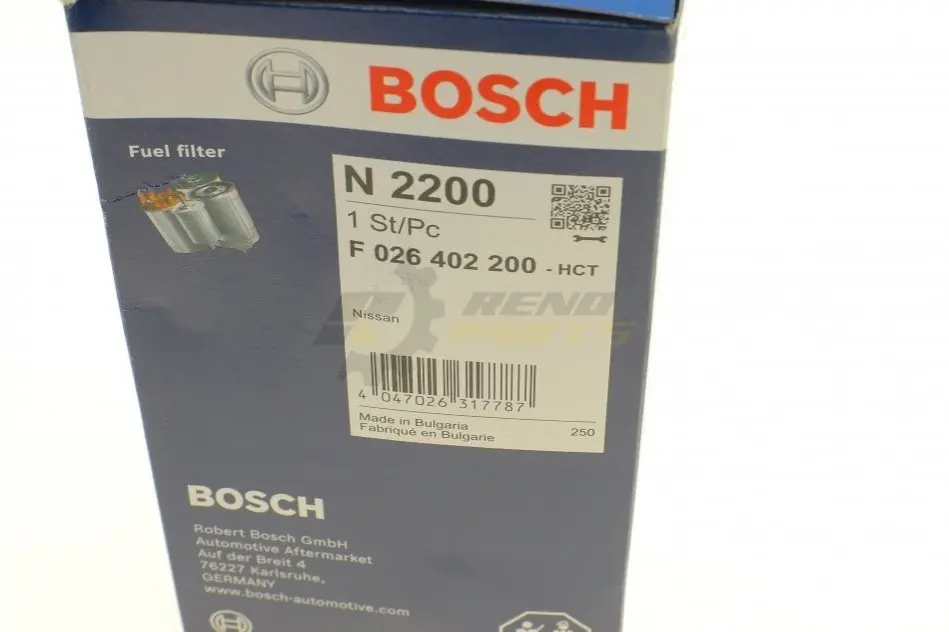 BOSCH
Fuel filter
N 2200
1 St/Pc
F 026 402 200 - HCT
RENO
PARTS
Nissan
4 047026 317787
Made in Bulgaria
Fabriqué en Bulgarie
250
BOSCH
Robert Bosch GmbH
Automotive Aftermarket
Auf der Breit 4
76227 Karlsruhe,
GERMANY
www.bosch-automotive.com